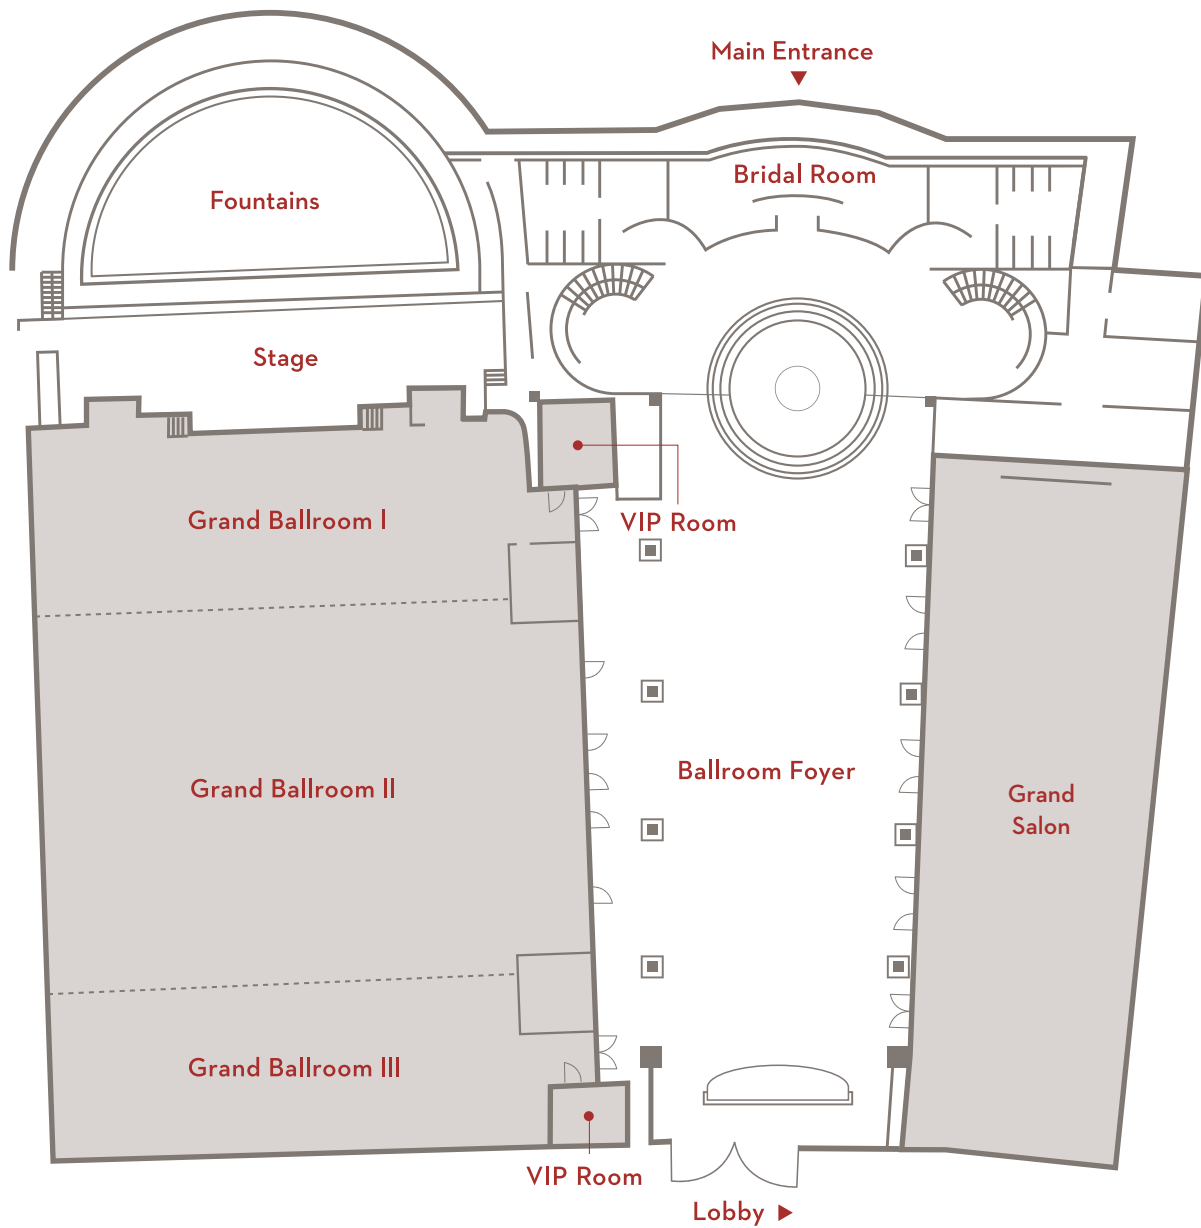 Main Entrance
Bridal Room
Fountains
Stage
Grand Ballroom I
VIP Room
Grand Ballroom II
Ballroom Foyer
Grand
Salon
Grand Ballroom III
VIP Room
Lobby